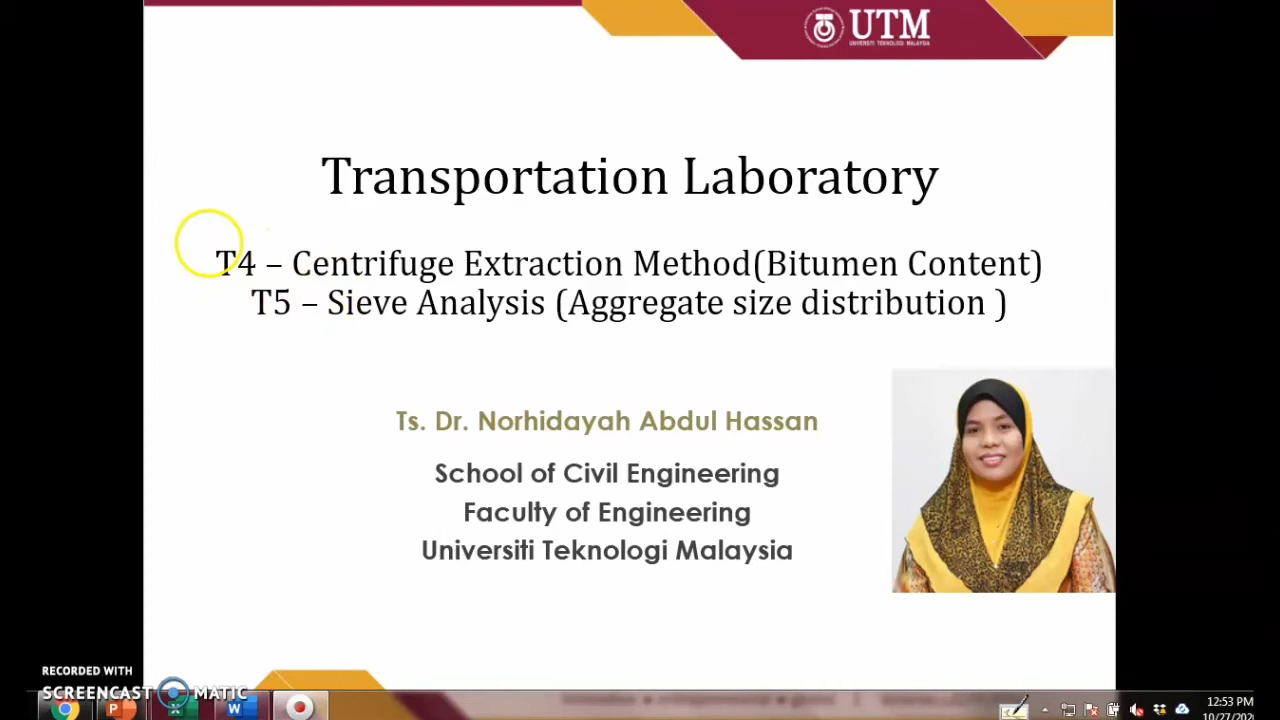 UTM
UNIVERSITI TEKNOLOGI MALAYSIA
Transportation Laboratory
T4 – Centrifuge Extraction Method(Bitumen Content)
T5 – Sieve Analysis (Aggregate size distribution )
Ts. Dr. Norhidayah Abdul Hassan
School of Civil Engineering
Faculty of Engineering
Universiti Teknologi Malaysia
RECORDED WITH
SCREENCAST MATIC
12:53 PM